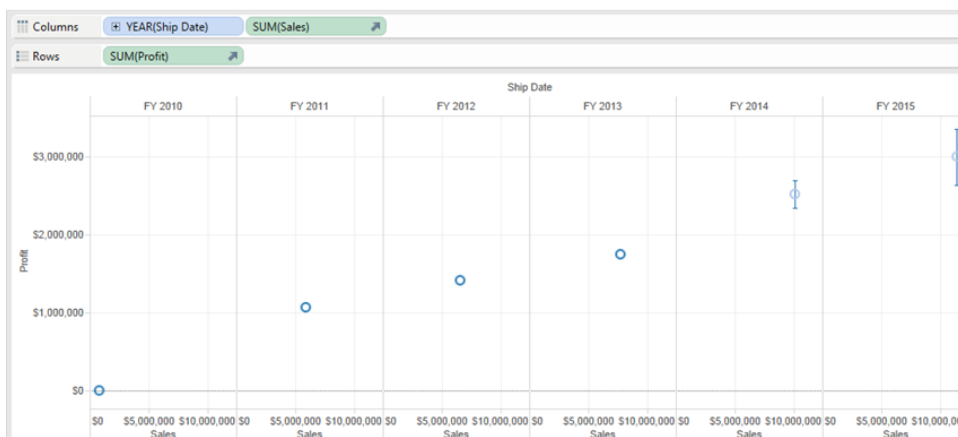 Columns YEAR(Ship Date) SUM(Sales)
Rows SUM(Profit)
Ship Date
FY 2010 FY 2011 FY 2012 FY 2013 FY 2014 FY 2015
$3,000,000
$2,000,000
Profit
$1,000,000
$0
$0 $5,000,000 $10,000,000 $0 $5,000,000 $10,000,000 $0 $5,000,000 $10,000,000 $0 $5,000,000 $10,000,000 $0 $5,000,000 $10,000,000 $0 $5,000,000
Sales Sales Sales Sales Sales Sales